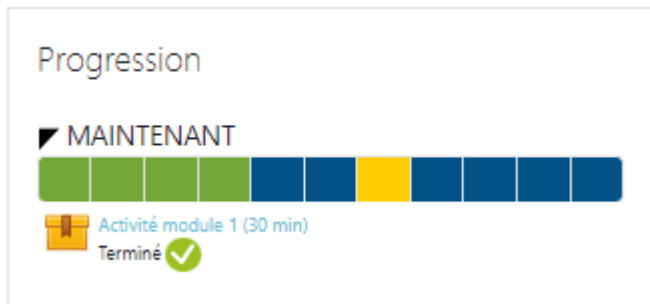 Progression
MAINTENANT
Activité module 1 (30 min)
Terminé